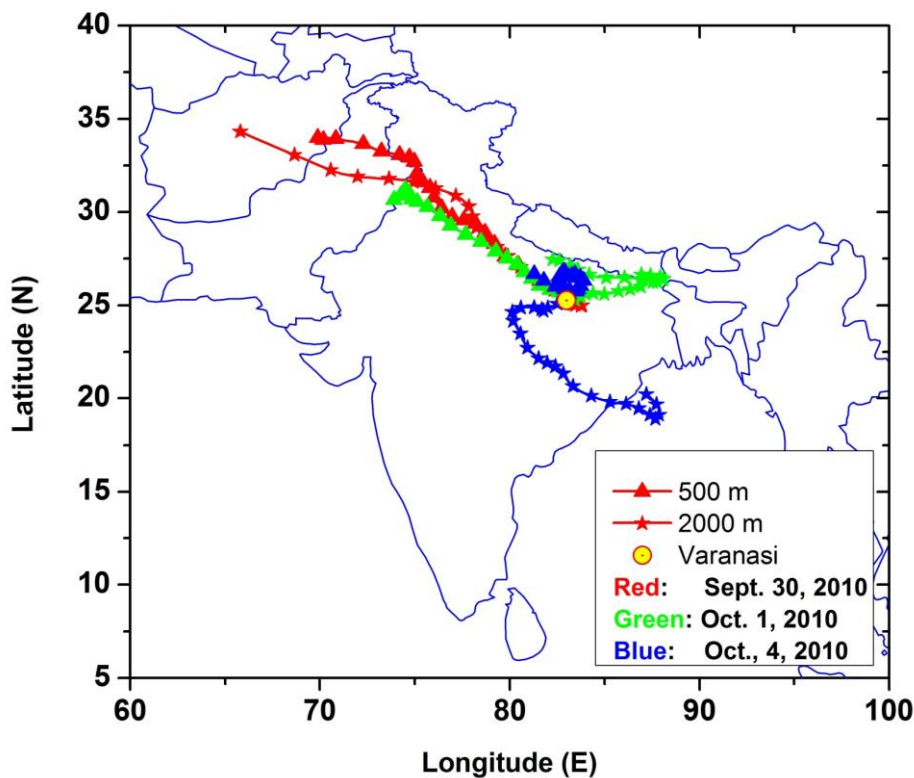 40
35
30
25
20
15
10
5
Latitude (N)
60
70
80
90
100
Longitude (E)
500 m
2000 m
Varanasi
Red: Sept. 30, 2010
Green: Oct. 1, 2010
Blue: Oct., 4, 2010